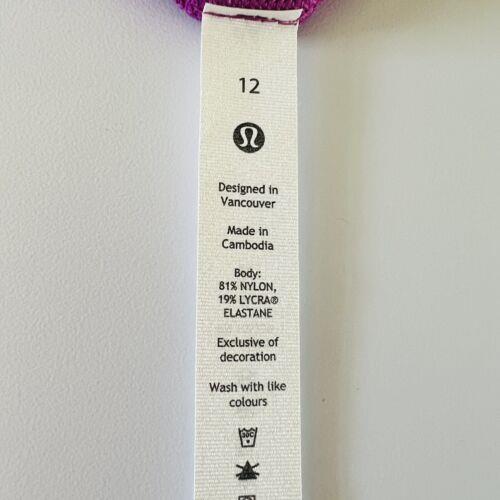 12
Designed in
Vancouver
Made in
Cambodia
Body:
81% NYLON,
19% LYCRA®
ELASTANE
Exclusive of
decoration
Wash with like
colours
30C